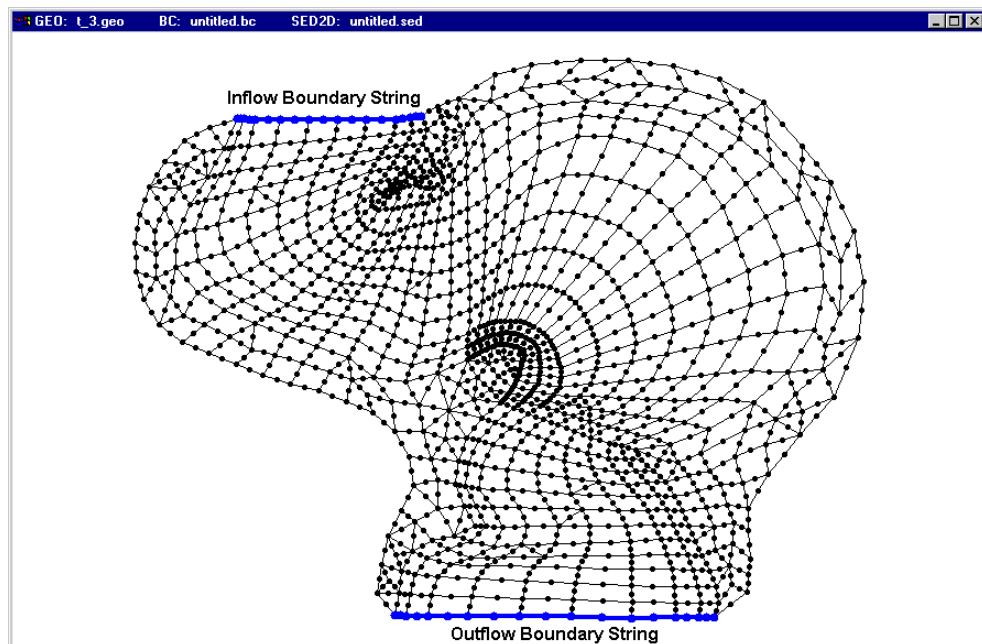 GEO: t_3.geo BC: untitled.bc SED2D: untitled.sed
Inflow Boundary String
Outflow Boundary String